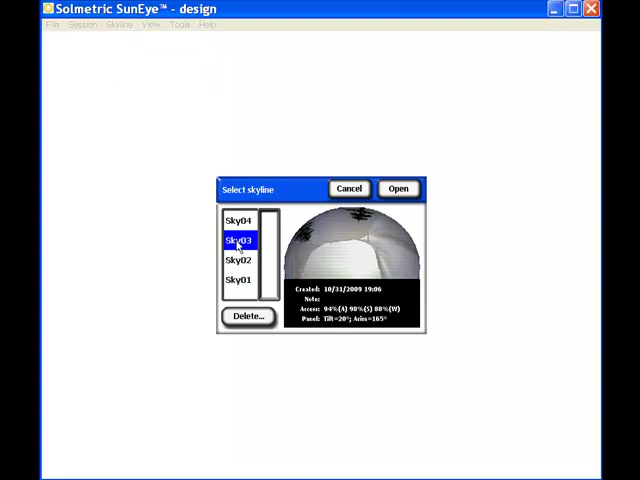 Solmetric SunEye™ - design
File Session Skyline View Tools Help
Select skyline
Cancel
Open
Sky04
Sky03
Sky02
Sky01
Delete...
Created: 10/31/2009 19:06
Note:
Access: 94%(A) 98%(S) 88%(W)
Panel: Tilt=20°; Azim=165°